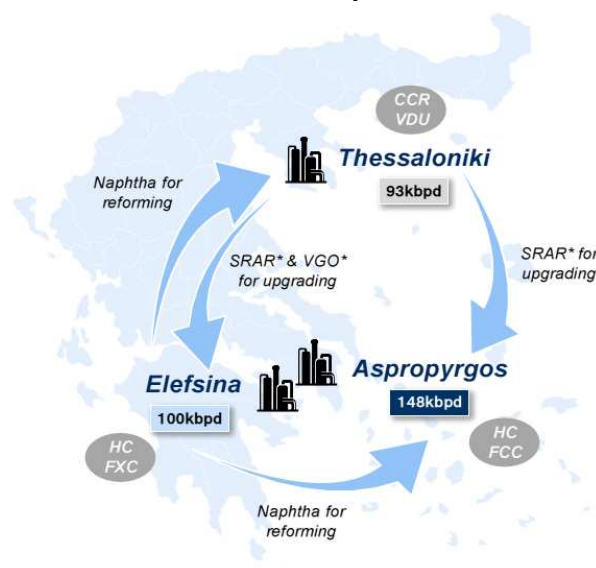 CCR
VDU
Thessaloniki
93kbpd
Naphtha for
reforming
SRAR* & VGO*
for upgrading
SRAR* for
upgrading
Elefsina
100kbpd
Aspropyrgos
148kbpd
HC
FXC
HC
FCC
Naphtha for
reforming